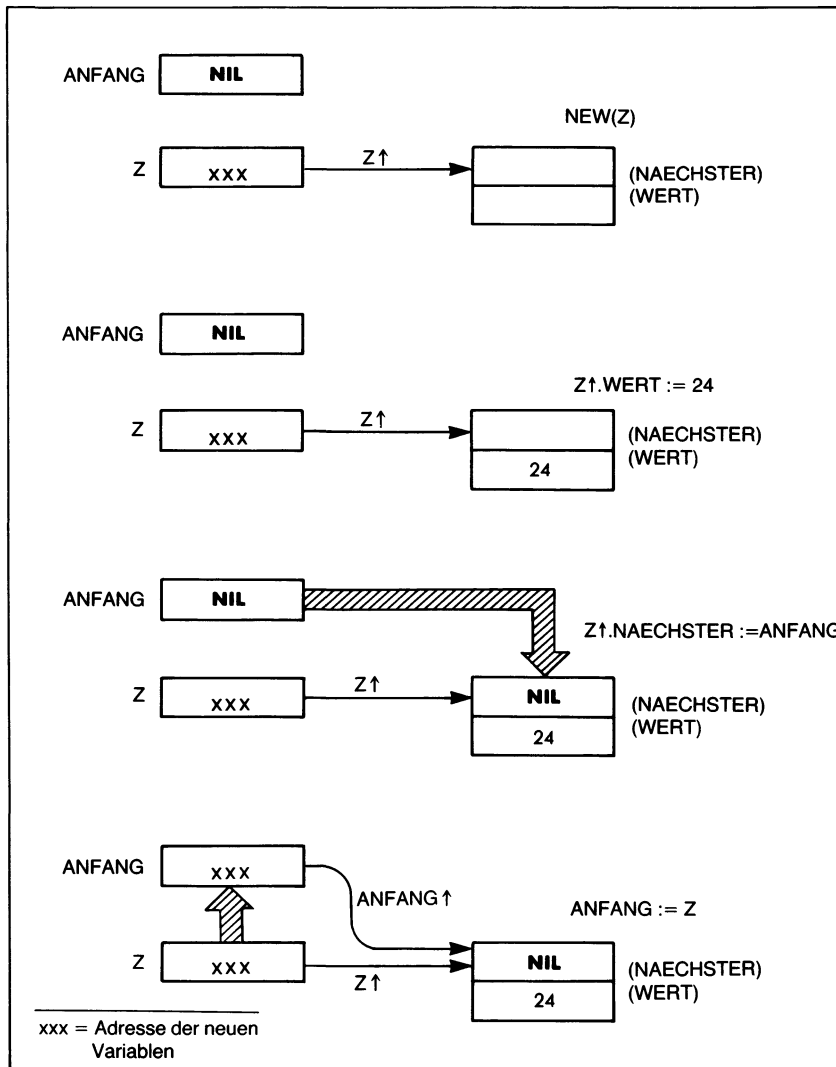 ANFANG NIL
NEW(Z)
Z xxx Z↑ (NAECHSTER)
(WERT)
ANFANG NIL
Z↑.WERT := 24
Z xxx Z↑ (NAECHSTER)
24 (WERT)
ANFANG NIL
Z↑.NAECHSTER :=ANFANG
Z xxx Z↑ NIL (NAECHSTER)
24 (WERT)
ANFANG xxx
ANFANG↑
ANFANG := Z
Z xxx Z↑ NIL (NAECHSTER)
24 (WERT)
xxx = Adresse der neuen
Variablen